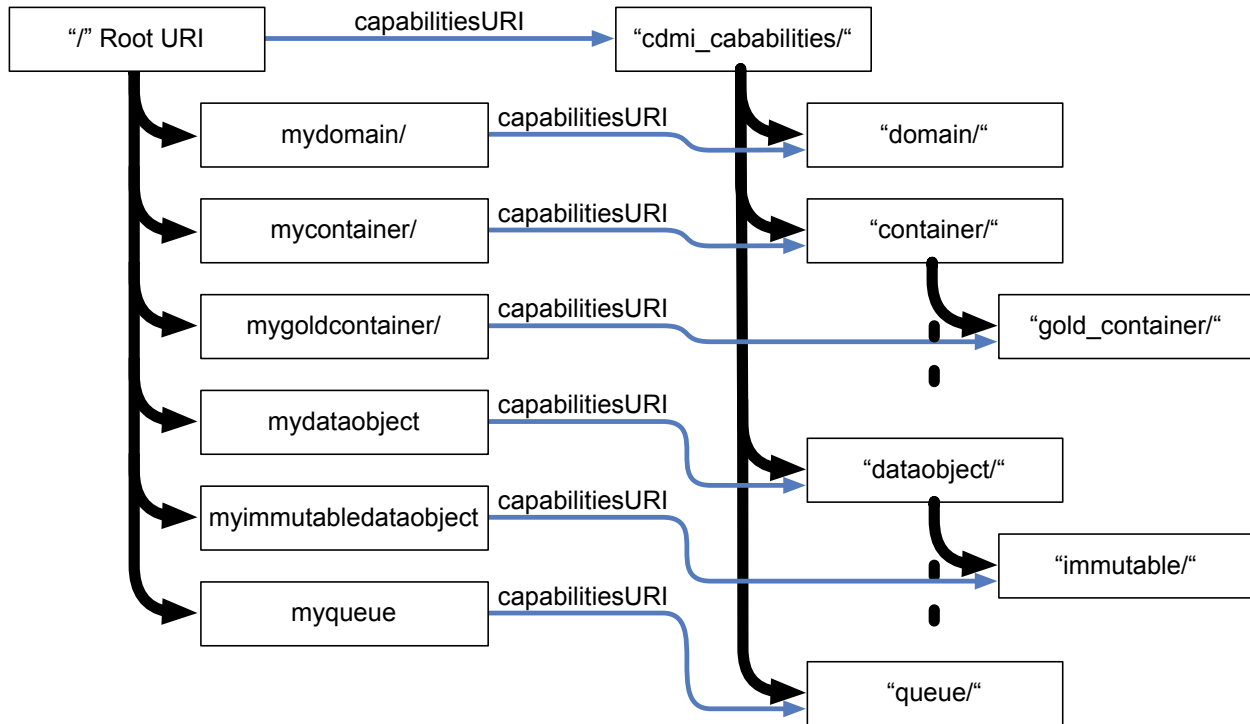 “/” Root URI
capabilitiesURI
“cdmi_cababilities/“
mydomain/
capabilitiesURI
“domain/“
mycontainer/
capabilitiesURI
“container/“
mygoldcontainer/
capabilitiesURI
“gold_container/“
mydataobject
capabilitiesURI
“dataobject/“
myimmutabledataobject
capabilitiesURI
“immutable/“
myqueue
capabilitiesURI
“queue/“